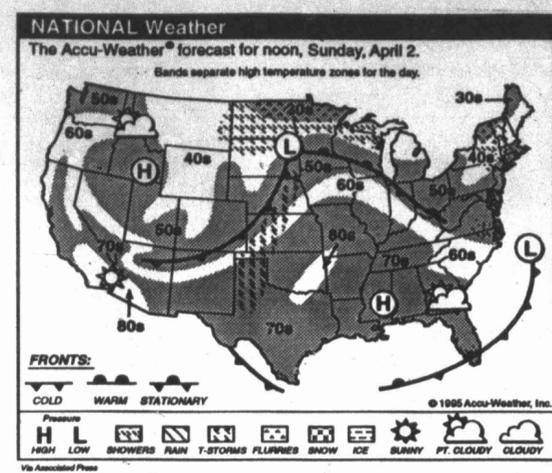 NATIONAL Weather
The Accu-Weather® forecast for noon, Sunday, April 2.
Bands separate high temperature zones for the day.
30s
50s
60s
40s
L
40s
50s
H
40s
60s
50s
80s
50s
70s
60s
L
70s
H
80s
70s
FRONTS:
COLD WARM STATIONARY
© 1995 Accu-Weather, Inc.
Pressure
H L
HIGH LOW SHOWERS RAIN T-STORMS FLURRIES SNOW ICE SUNNY PT. CLOUDY CLOUDY
Via Associated Press